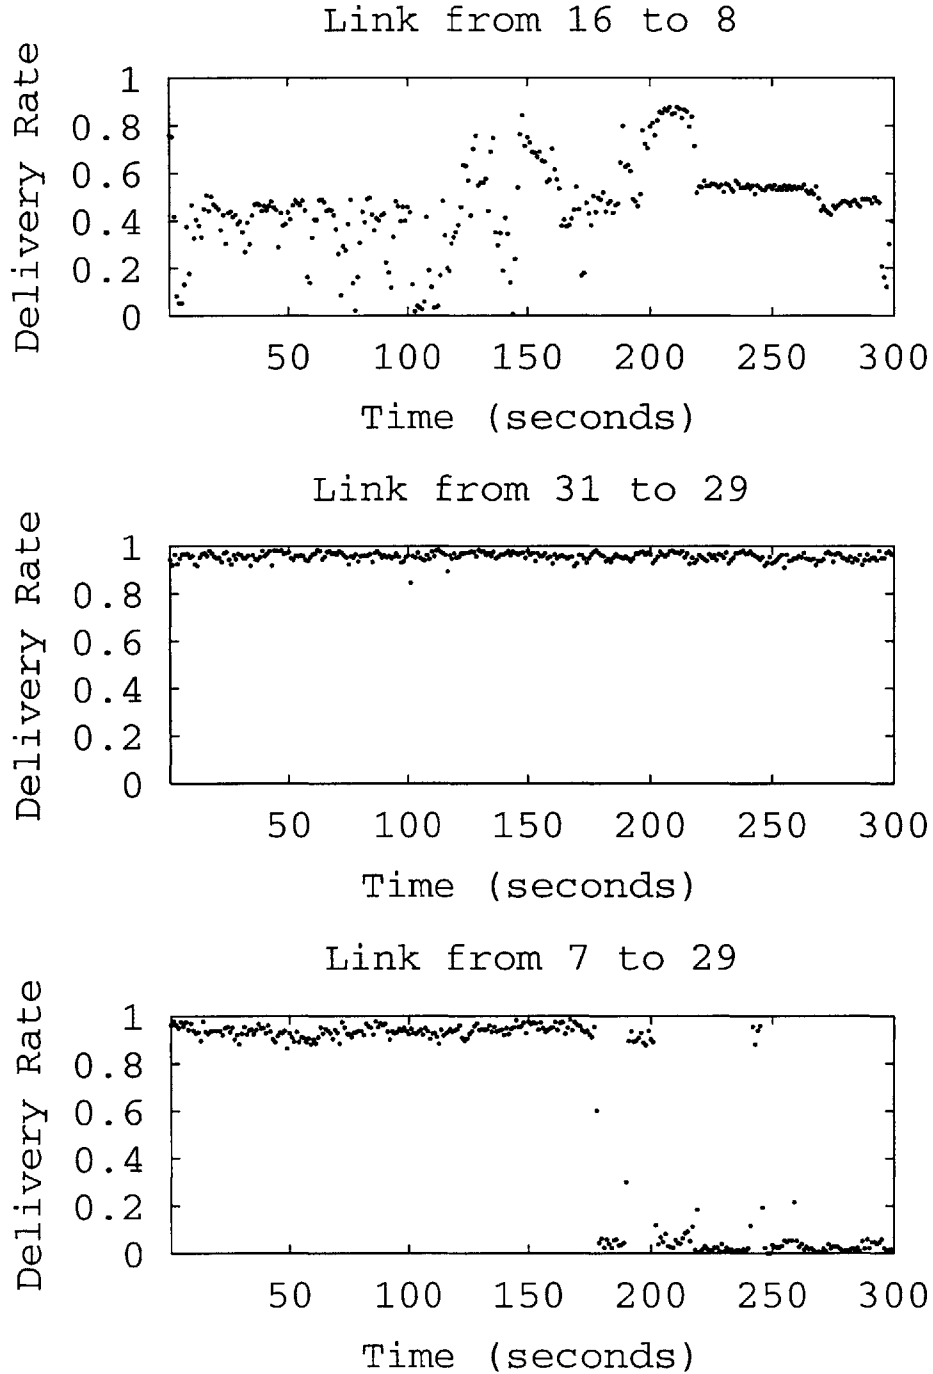 Link from 16 to 8
Delivery Rate
1
0.8
0.6
0.4
0.2
0
50 100 150 200 250 300
Time (seconds)
Link from 31 to 29
Delivery Rate
1
0.8
0.6
0.4
0.2
0
50 100 150 200 250 300
Time (seconds)
Link from 7 to 29
Delivery Rate
1
0.8
0.6
0.4
0.2
0
50 100 150 200 250 300
Time (seconds)